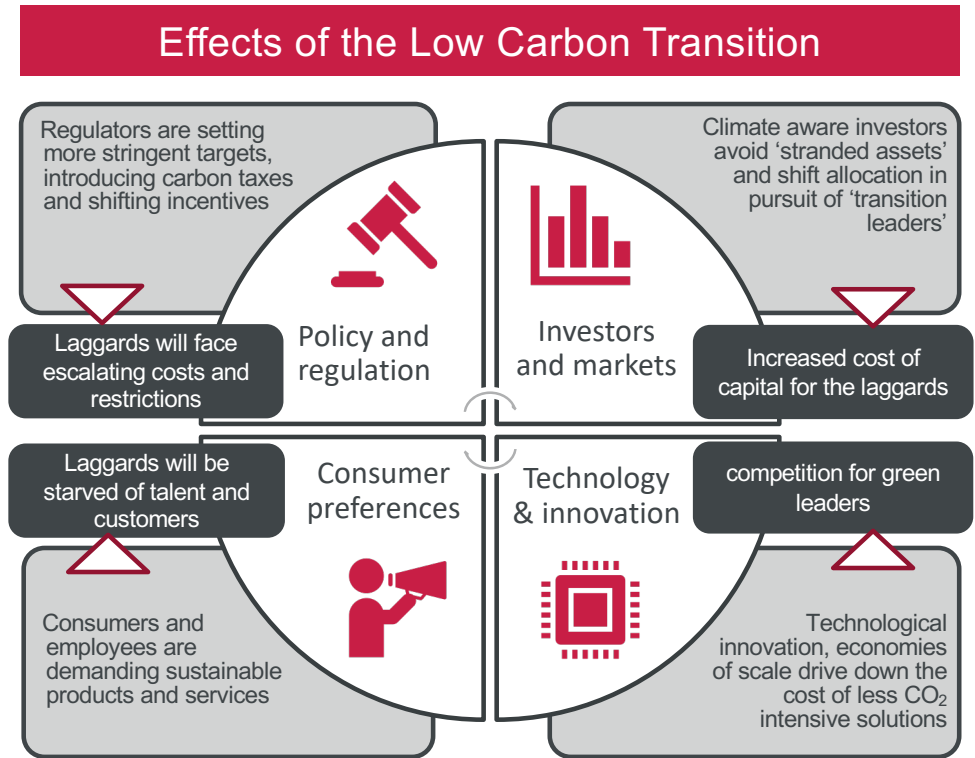 Effects of the Low Carbon Transition
Regulators are setting
more stringent targets,
introducing carbon taxes
and shifting incentives
Laggards will face
escalating costs and
restrictions
Policy and
regulation
Climate aware investors
avoid ‘stranded assets’
and shift allocation in
pursuit of ‘transition
leaders’
Investors
and markets
Increased cost of
capital for the laggards
Laggards will be
starved of talent and
customers
Consumer
preferences
Consumers and
employees are
demanding sustainable
products and services
Technology
& innovation
competition for green
leaders
Technological
innovation, economies
of scale drive down the
cost of less CO₂
intensive solutions